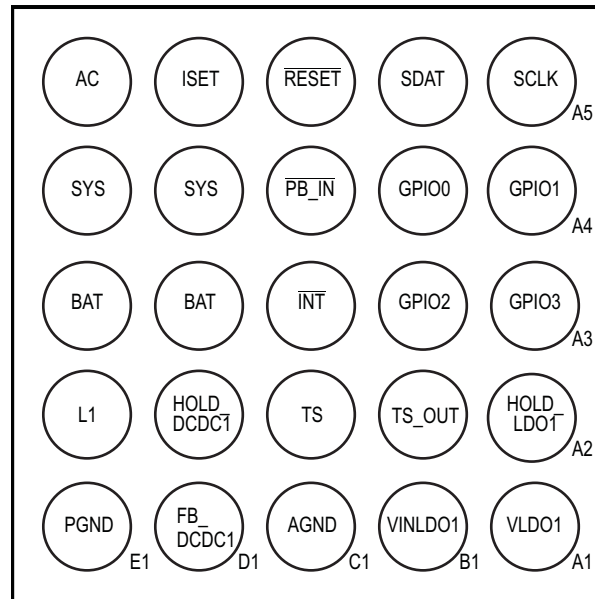 AC ISET RESET SDAT SCLK
A5
SYS SYS PB_IN GPIO0 GPIO1
A4
BAT BAT INT GPIO2 GPIO3
A3
L1 HOLD_ TS TS_OUT HOLD_
DCDC1 LDO1
A2
PGND FB_ AGND VINLDO1 VLDO1
DCDC1
E1 D1 C1 B1 A1